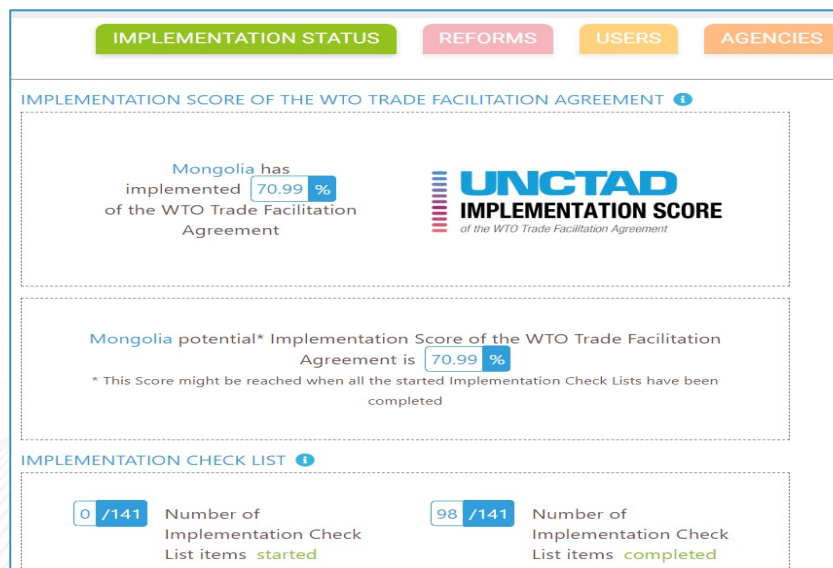 IMPLEMENTATION STATUS
REFORMS
USERS
AGENCIES
IMPLEMENTATION SCORE OF THE WTO TRADE FACILITATION AGREEMENT i
Mongolia has
implemented 70.99 %
of the WTO Trade Facilitation
Agreement
UNCTAD
IMPLEMENTATION SCORE
of the WTO Trade Facilitation Agreement
Mongolia potential* Implementation Score of the WTO Trade Facilitation
Agreement is 70.99 %
* This Score might be reached when all the started Implementation Check Lists have been
completed
IMPLEMENTATION CHECK LIST i
0 /141 Number of
Implementation Check
List items started
98 /141 Number of
Implementation Check
List items completed